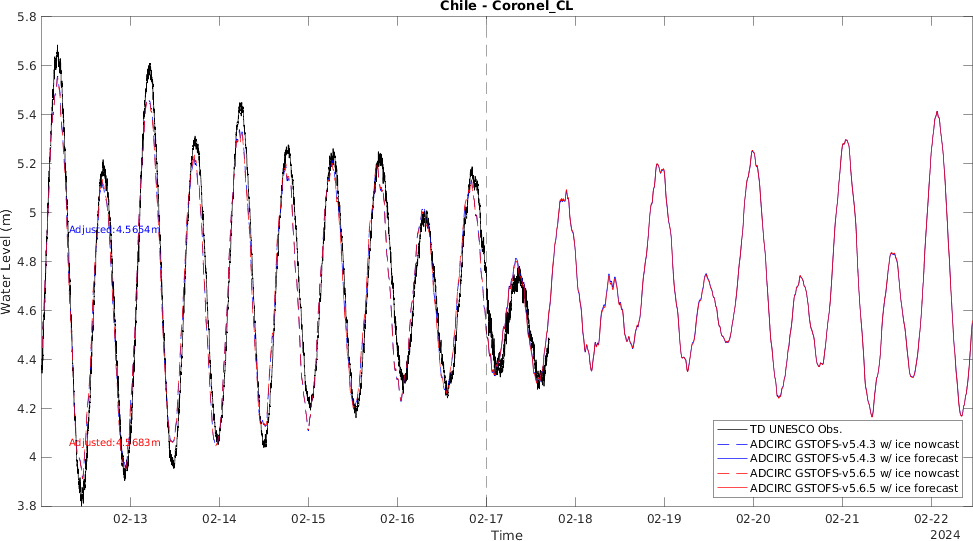 Chile - Coronel_CL
5.8
5.6
5.4
5.2
5
4.8
4.6
4.4
4.2
4
3.8
Water Level (m)
Adjusted:4.5654m
Adjusted:4.5683m
TD UNESCO Obs.
ADCIRC GSTOFS-v5.4.3 w/ ice nowcast
ADCIRC GSTOFS-v5.4.3 w/ ice forecast
ADCIRC GSTOFS-v5.6.5 w/ ice nowcast
ADCIRC GSTOFS-v5.6.5 w/ ice forecast
02-13 02-14 02-15 02-16 02-17 02-18 02-19 02-20 02-21 02-22
Time 2024